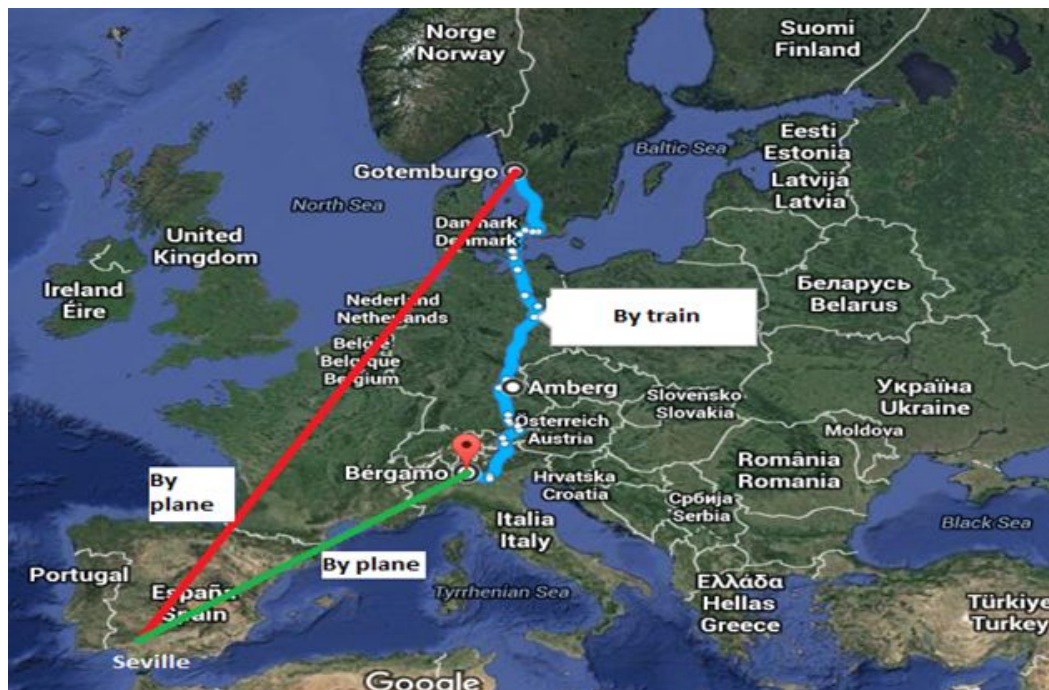 Norge
Norway
Suomi
Finland
Eesti
Estonia
Baltic Sea
Gotemburgo
Latvija
Latvia
North Sea
Danmark
Denmark
United
Kingdom
Ireland
Éire
Беларусь
Belarus
Nederland
Netherlands
By train
België
Belgique
Belgium
Amberg
Україна
Ukraine
Slovensko
Slovakia
Österreich
Austria
Moldova
Bérgamo
România
Romania
Hrvatska
Croatia
By
plane
Србија
Serbia
Italia
Italy
Black Sea
By plane
Portugal
España
Spain
Tyrrhenian Sea
Ελλάδα
Hellas
Greece
Türkiye
Turkey
Seville
Google